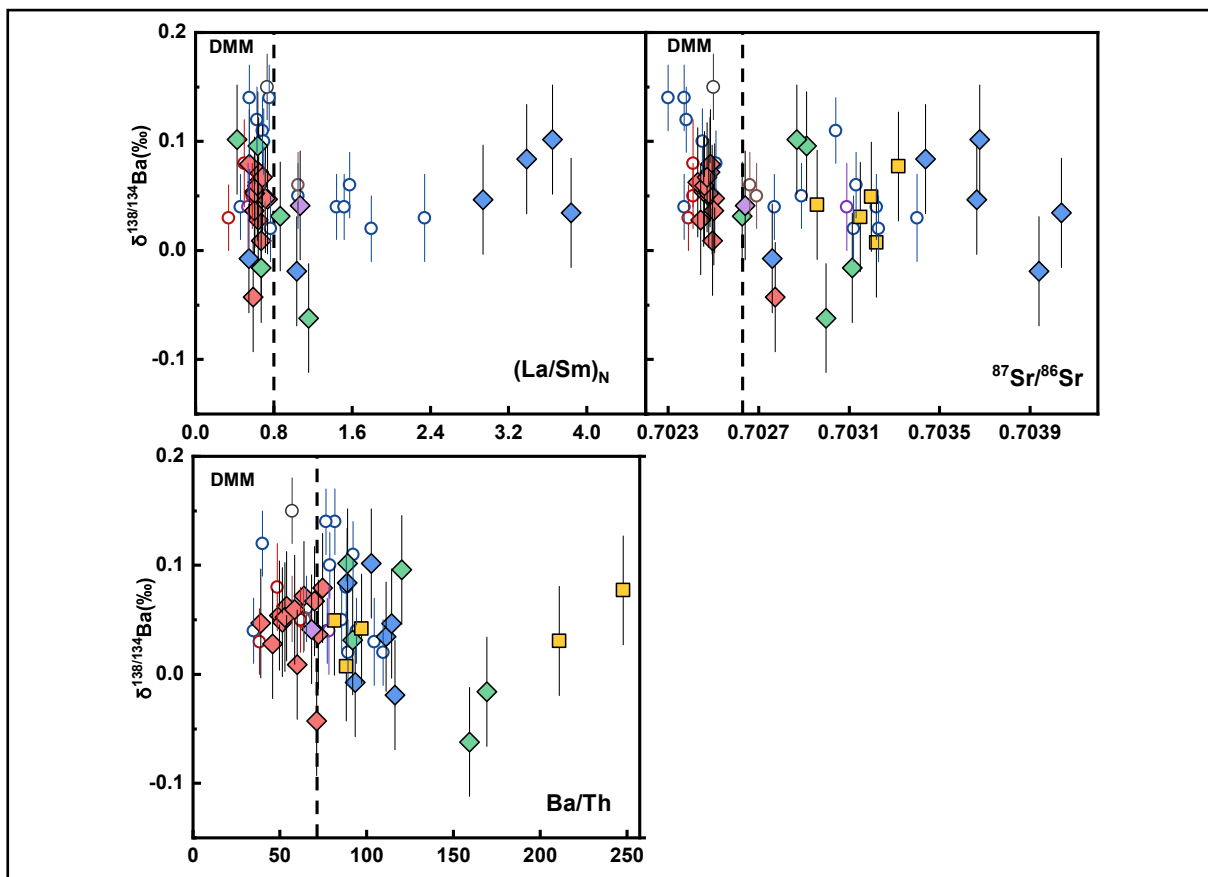 DMM
DMM
0.2
0.1
0.0
-0.1
δ138/134Ba(‰)
(La/Sm)N
87Sr/86Sr
0.0 0.8 1.6 2.4 3.2 4.0
0.7023 0.7027 0.7031 0.7035 0.7039
DMM
0.2
0.1
0.0
-0.1
δ138/134Ba(‰)
Ba/Th
0 50 100 150 200 250